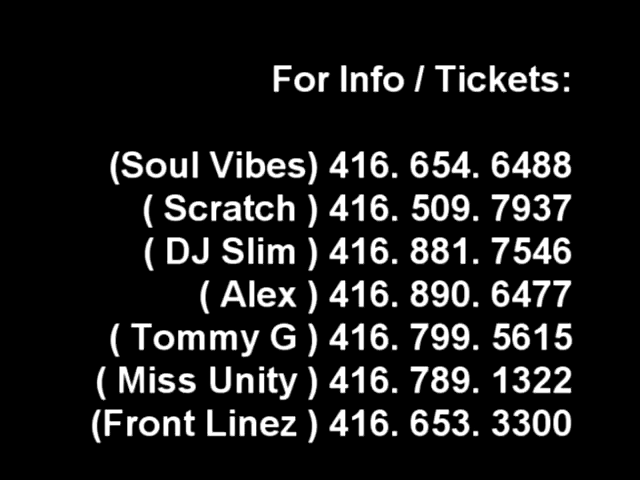 For Info / Tickets:
(Soul Vibes) 416. 654. 6488
( Scratch ) 416. 509. 7937
( DJ Slim ) 416. 881. 7546
( Alex ) 416. 890. 6477
( Tommy G ) 416. 799. 5615
( Miss Unity ) 416. 789. 1322
(Front Linez ) 416. 653. 3300